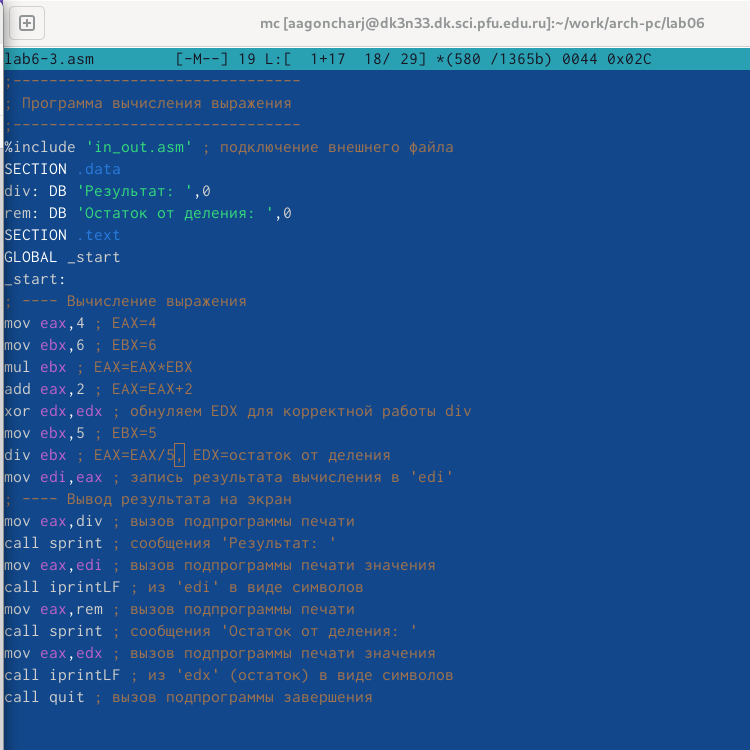 mc [aagoncharj@dk3n33.dk.sci.pfu.edu.ru]:~/work/arch-pc/lab06
lab6-3.asm [-M--] 19 L:[ 1+17 18/ 29] *(580 /1365b) 0044 0x02C
;--------------------------------
; Программа вычисления выражения
;--------------------------------
%include 'in_out.asm' ; подключение внешнего файла
SECTION .data
div: DB 'Результат: ',0
rem: DB 'Остаток от деления: ',0
SECTION .text
GLOBAL _start
_start:
; ---- Вычисление выражения
mov eax,4 ; EAX=4
mov ebx,6 ; EBX=6
mul ebx ; EAX=EAX*EBX
add eax,2 ; EAX=EAX+2
xor edx,edx ; обнуляем EDX для корректной работы div
mov ebx,5 ; EBX=5
div ebx ; EAX=EAX/5, EDX=остаток от деления
mov edi,eax ; запись результата вычисления в 'edi'
; ---- Вывод результата на экран
mov eax,div ; вызов подпрограммы печати
call sprint ; сообщения 'Результат: '
mov eax,edi ; вызов подпрограммы печати значения
call iprintLF ; из 'edi' в виде символов
mov eax,rem ; вызов подпрограммы печати
call sprint ; сообщения 'Остаток от деления: '
mov eax,edx ; вызов подпрограммы печати значения
call iprintLF ; из 'edx' (остаток) в виде символов
call quit ; вызов подпрограммы завершения